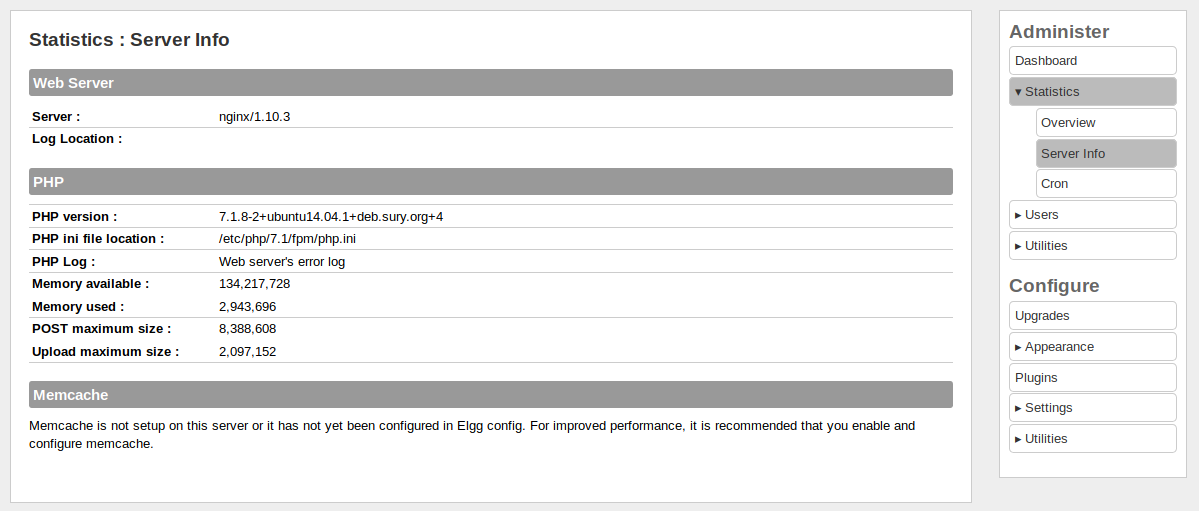 Statistics : Server Info
Web Server
Server : nginx/1.10.3
Log Location :
PHP
PHP version : 7.1.8-2+ubuntu14.04.1+deb.sury.org+4
PHP ini file location : /etc/php/7.1/fpm/php.ini
PHP Log : Web server's error log
Memory available : 134,217,728
Memory used : 2,943,696
POST maximum size : 8,388,608
Upload maximum size : 2,097,152
Memcache
Memcache is not setup on this server or it has not yet been configured in Elgg config. For improved performance, it is recommended that you enable and
configure memcache.
Administer
Dashboard
▾ Statistics
Overview
Server Info
Cron
▸ Users
▸ Utilities
Configure
Upgrades
▸ Appearance
Plugins
▸ Settings
▸ Utilities